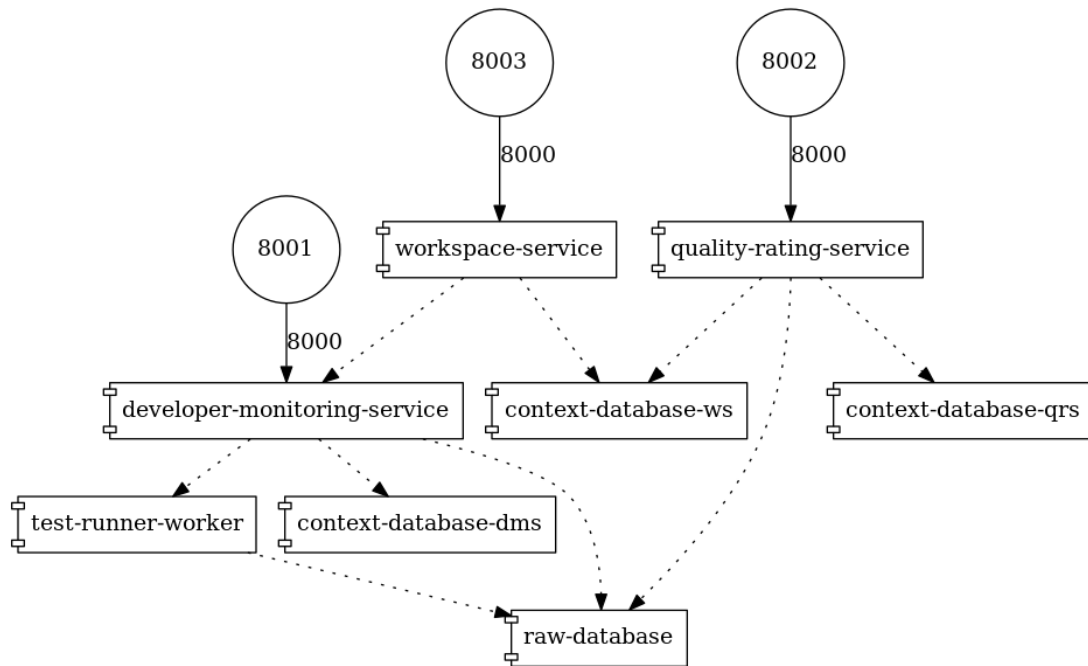 8003
8002
8000
8000
8001
workspace-service
quality-rating-service
8000
developer-monitoring-service
context-database-ws
context-database-qrs
test-runner-worker
context-database-dms
raw-database